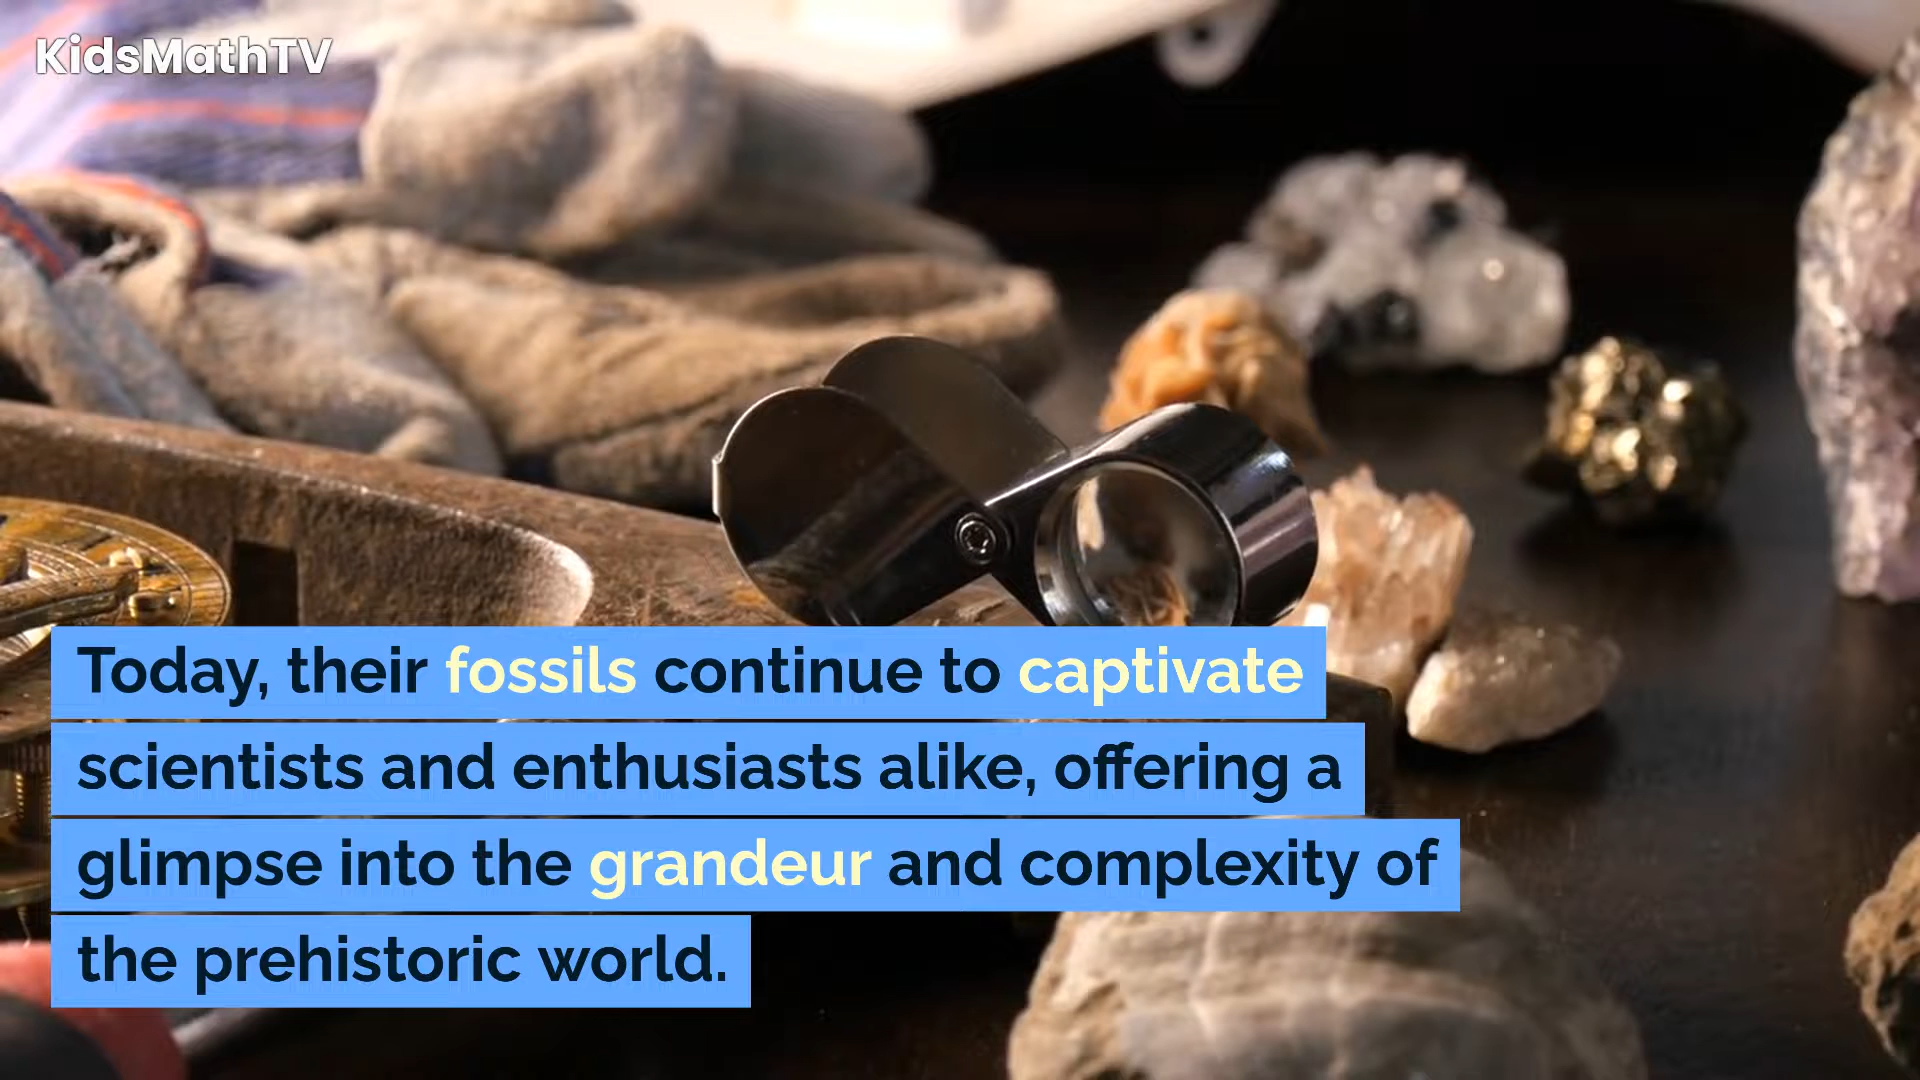 KidsMathTV
Today, their fossils continue to captivate
scientists and enthusiasts alike, offering a
glimpse into the grandeur and complexity of
the prehistoric world.